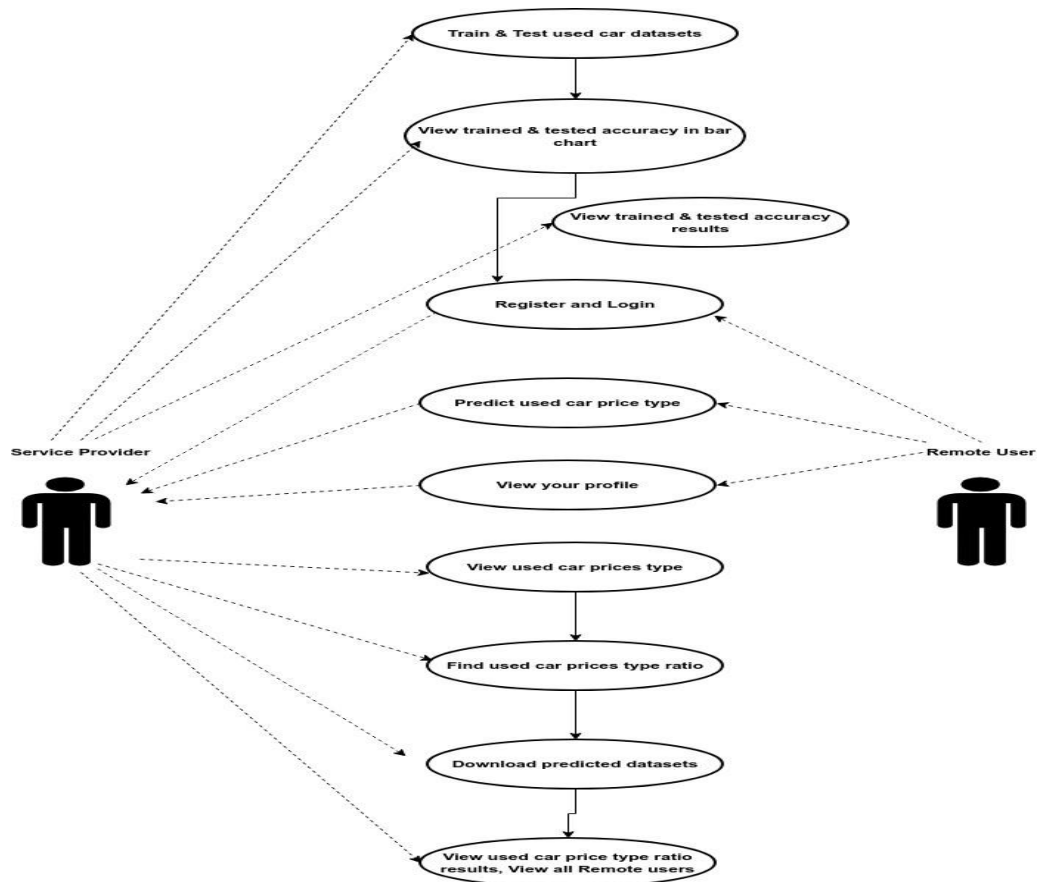 Train & Test used car datasets
View trained & tested accuracy in bar
chart
View trained & tested accuracy
results
Register and Login
Predict used car price type
Service Provider
Remote User
View your profile
View used car prices type
Find used car prices type ratio
Download predicted datasets
View used car price type ratio
results, View all Remote users